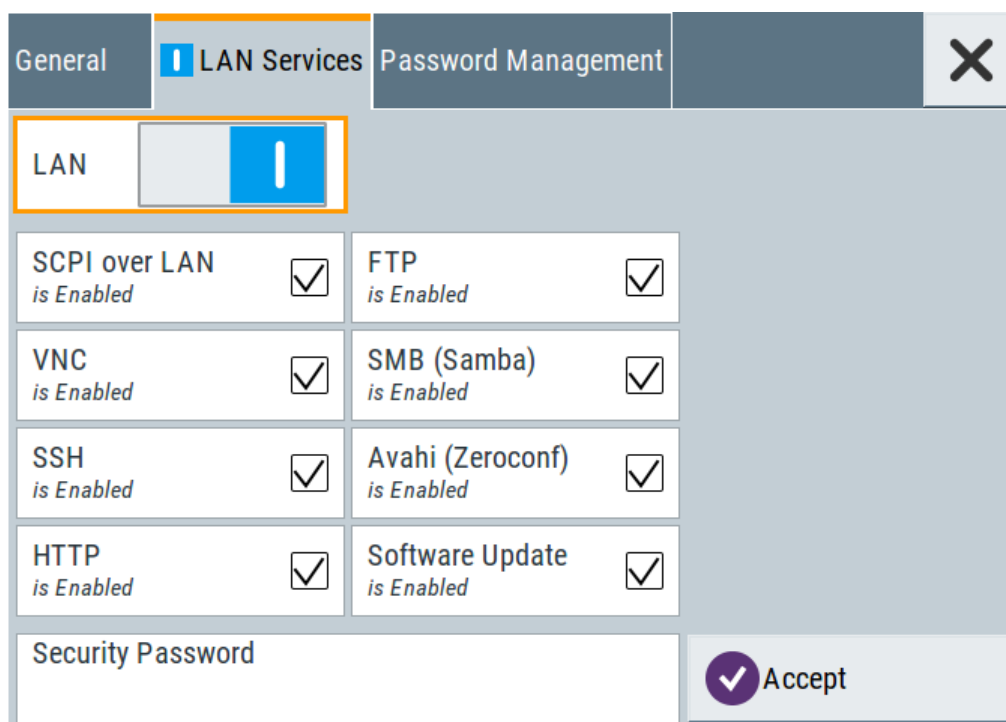 General
LAN Services
Password Management
LAN
SCPI over LAN
is Enabled
FTP
is Enabled
VNC
is Enabled
SMB (Samba)
is Enabled
SSH
is Enabled
Avahi (Zeroconf)
is Enabled
HTTP
is Enabled
Software Update
is Enabled
Security Password
Accept